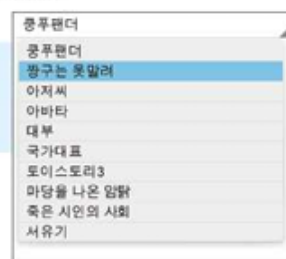 쿵푸팬더
쿵푸팬더
짱구는 못말려
아저씨
아바타
대부
국가대표
토이스토리3
마당을 나온 암탉
죽은 시인의 사회
서유기